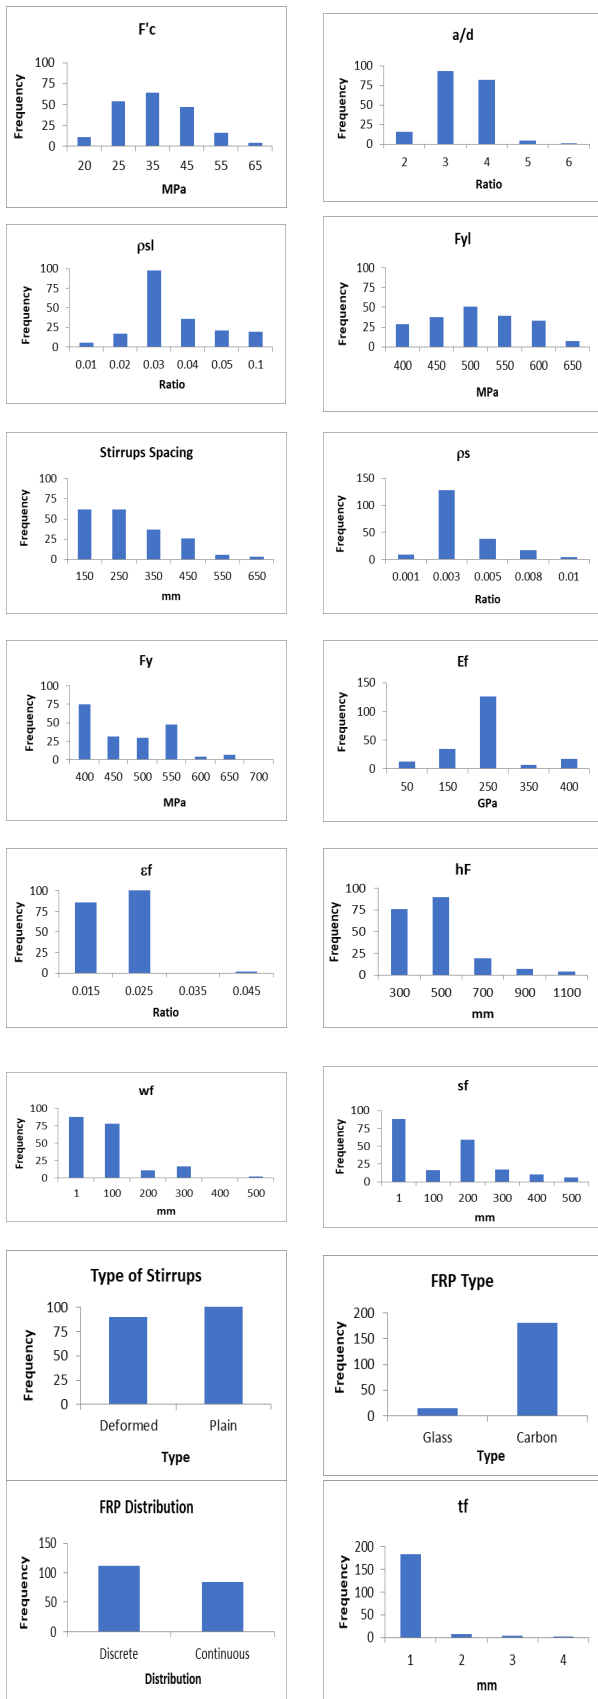 F'c
Frequency
100
75
50
25
0
20 25 35 45 55 65
MPa
a/d
Frequency
100
75
50
25
0
2 3 4 5 6
Ratio
ρsl
Frequency
100
75
50
25
0
0.01 0.02 0.03 0.04 0.05 0.1
Ratio
Fyl
Frequency
100
75
50
25
0
400 450 500 550 600 650
MPa
Stirrups Spacing
Frequency
100
75
50
25
0
150 250 350 450 550 650
mm
ρs
Frequency
150
100
50
0
0.001 0.003 0.005 0.008 0.01
Ratio
Fy
Frequency
100
75
50
25
0
400 450 500 550 600 650 700
MPa
Ef
Frequency
150
100
50
0
50 150 250 350 400
GPa
εf
Frequency
100
75
50
25
0
0.015 0.025 0.035 0.045
Ratio
hF
Frequency
100
75
50
25
0
300 500 700 900 1100
mm
wf
Frequency
100
75
50
25
0
1 100 200 300 400 500
mm
sf
Frequency
100
75
50
25
0
1 100 200 300 400 500
mm
Type of Stirrups
Frequency
100
75
50
25
0
Deformed Plain
Type
FRP Type
Frequency
200
150
100
50
0
Glass Carbon
Type
FRP Distribution
Frequency
150
100
50
0
Discrete Continuous
Distribution
tf
Frequency
200
150
100
50
0
1 2 3 4
mm